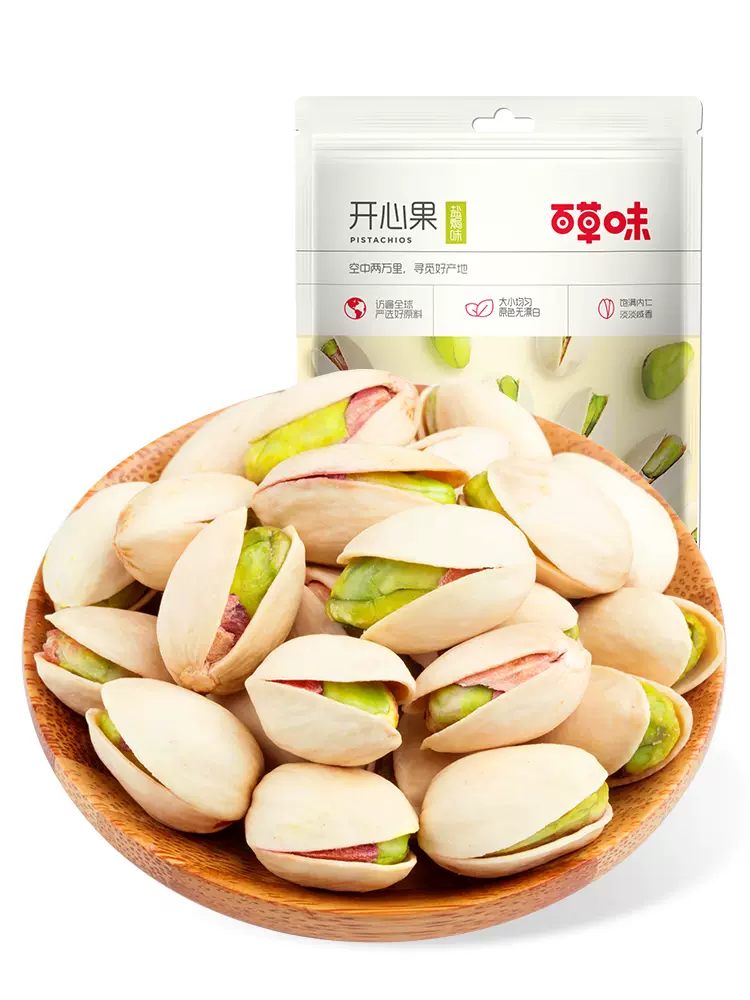 开心果
盐焗味
百草味
PISTACHIOS
空中两万里，寻觅好产地
访遍全球
严选好原料
大小均匀
原色无漂白
饱满内仁
淡淡咸香